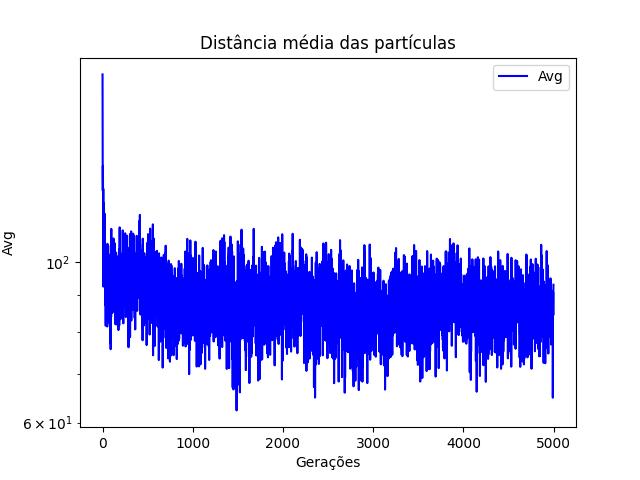 Distância média das partículas
Avg
Avg
10²
6 × 10¹
0 1000 2000 3000 4000 5000
Gerações